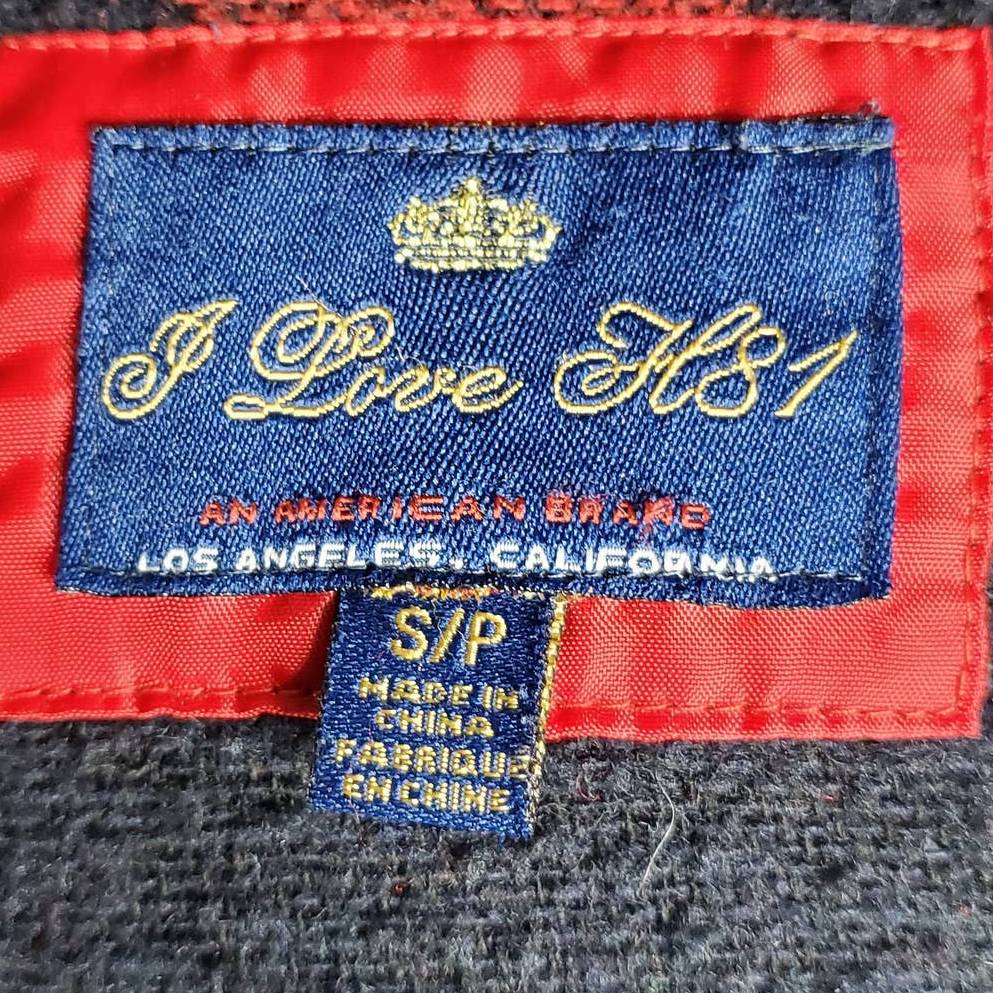 I Love H81
AN AMERICAN BRAND
LOS ANGELES, CALIFORNIA
S/P
MADE IN
CHINA
FABRIQUE
EN CHINE